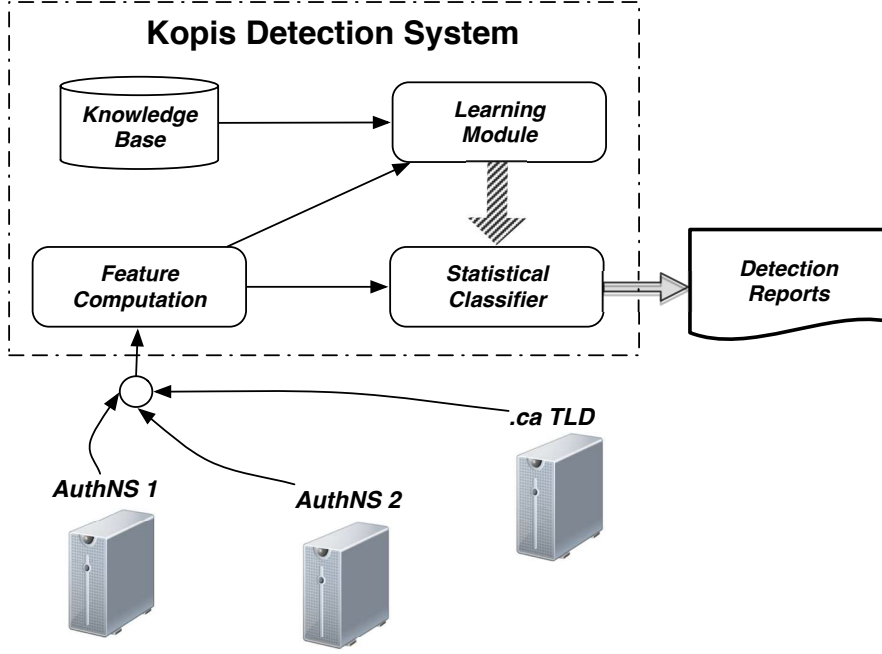 Kopis Detection System
Knowledge
Base
Learning
Module
Feature
Computation
Statistical
Classifier
Detection
Reports
.ca TLD
AuthNS 1
AuthNS 2